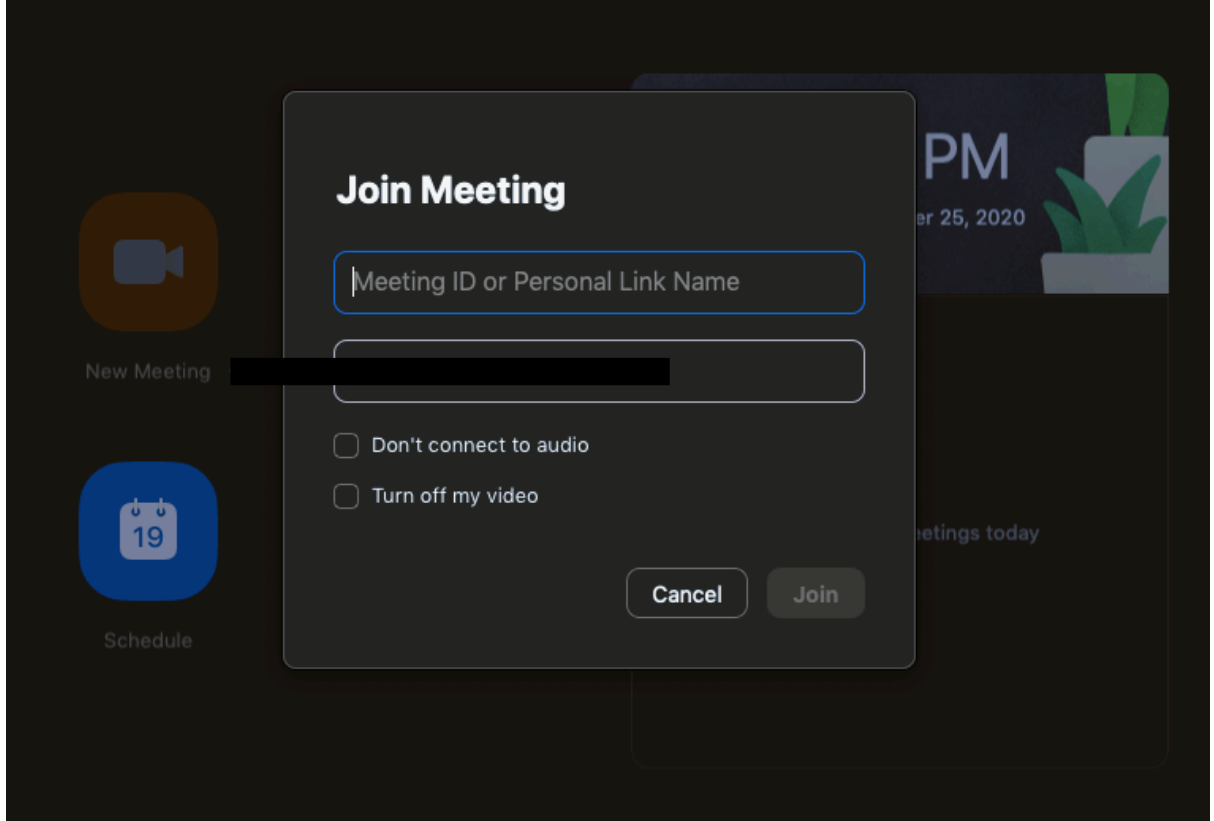 PM
er 25, 2020
Join Meeting
Meeting ID or Personal Link Name
New Meeting
Don't connect to audio
Turn off my video
19
etings today
Cancel
Join
Schedule